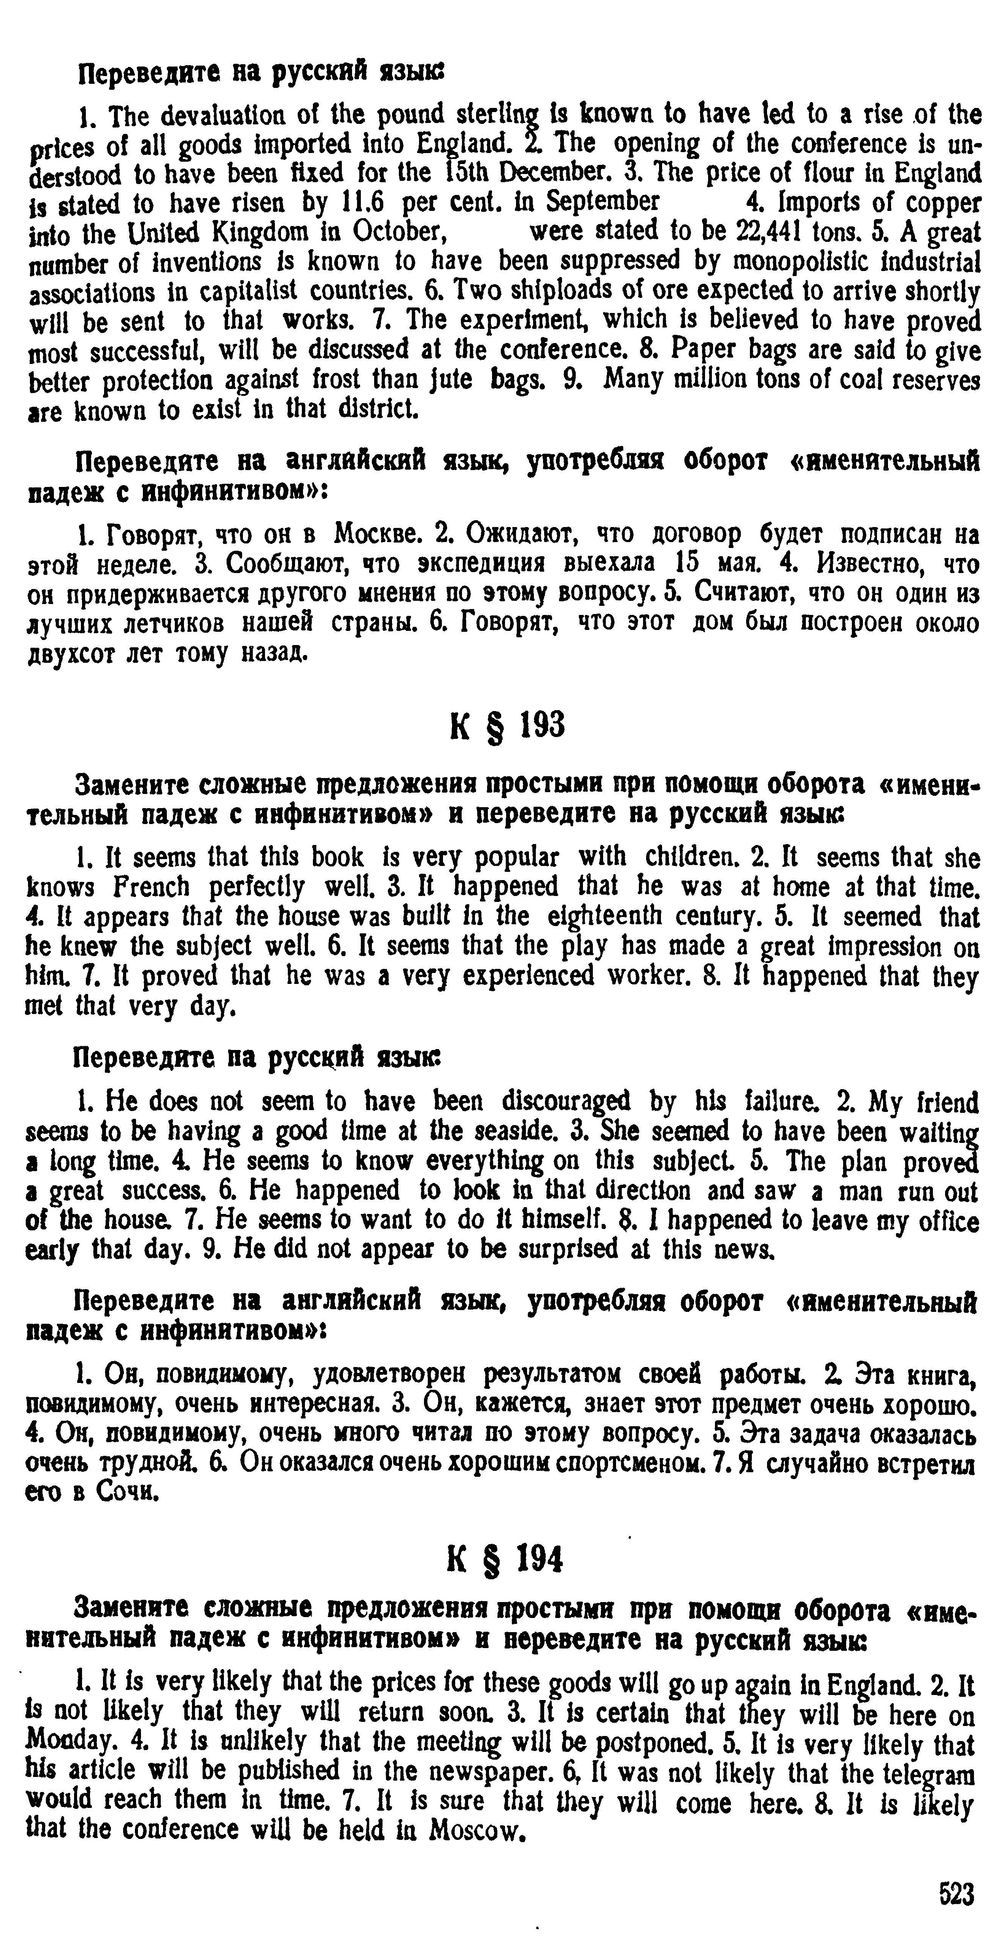 Переведите на русский язык:
1. The devaluation of the pound sterling is known to have led to a rise of the
prices of all goods imported into England. 2. The opening of the conference is un-
derstood to have been fixed for the 15th December. 3. The price of flour in England
is stated to have risen by 11.6 per cent. in September 4. Imports of copper
into the United Kingdom in October, were stated to be 22,441 tons. 5. A great
number of inventions is known to have been suppressed by monopolistic industrial
associations in capitalist countries. 6. Two shiploads of ore expected to arrive shortly
will be sent to that works. 7. The experiment, which is believed to have proved
most successful, will be discussed at the conference. 8. Paper bags are said to give
better protection against frost than jute bags. 9. Many million tons of coal reserves
are known to exist in that district.
Переведите на английский язык, употребляя оборот «именительный
падеж с инфинитивом»:
1. Говорят, что он в Москве. 2. Ожидают, что договор будет подписан на
этой неделе. 3. Сообщают, что экспедиция выехала 15 мая. 4. Известно, что
он придерживается другого мнения по этому вопросу. 5. Считают, что он один из
лучших летчиков нашей страны. 6. Говорят, что этот дом был построен около
двухсот лет тому назад.
К § 193
Замените сложные предложения простыми при помощи оборота «имени-
тельный падеж с инфинитивом» и переведите на русский язык:
1. It seems that this book is very popular with children. 2. It seems that she
knows French perfectly well. 3. It happened that he was at home at that time.
4. It appears that the house was built in the eighteenth century. 5. It seemed that
he knew the subject well. 6. It seems that the play has made a great impression on
him. 7. It proved that he was a very experienced worker. 8. It happened that they
met that very day.
Переведите па русский язык:
1. He does not seem to have been discouraged by his failure. 2. My friend
seems to be having a good time at the seaside. 3. She seemed to have been waiting
a long time. 4. He seems to know everything on this subject. 5. The plan proved
a great success. 6. He happened to look in that direction and saw a man run out
of the house. 7. He seems to want to do it himself. 8. I happened to leave my office
early that day. 9. He did not appear to be surprised at this news.
Переведите на английский язык, употребляя оборот «именительный
падеж с инфинитивом»:
1. Он, повидимому, удовлетворен результатом своей работы. 2. Эта книга,
повидимому, очень интересная. 3. Он, кажется, знает этот предмет очень хорошо.
4. Он, повидимому, очень много читал по этому вопросу. 5. Эта задача оказалась
очень трудной. 6. Он оказался очень хорошим спортсменом. 7. Я случайно встретил
его в Сочи.
К § 194
Замените сложные предложения простыми при помощи оборота «име-
нительный падеж с инфинитивом» и переведите на русский язык:
1. It is very likely that the prices for these goods will go up again in England. 2. It
is not likely that they will return soon. 3. It is certain that they will be here on
Monday. 4. It is unlikely that the meeting will be postponed. 5. It is very likely that
his article will be published in the newspaper. 6. It was not likely that the telegram
would reach them in time. 7. It is sure that they will come here. 8. It is likely
that the conference will be held in Moscow.
523